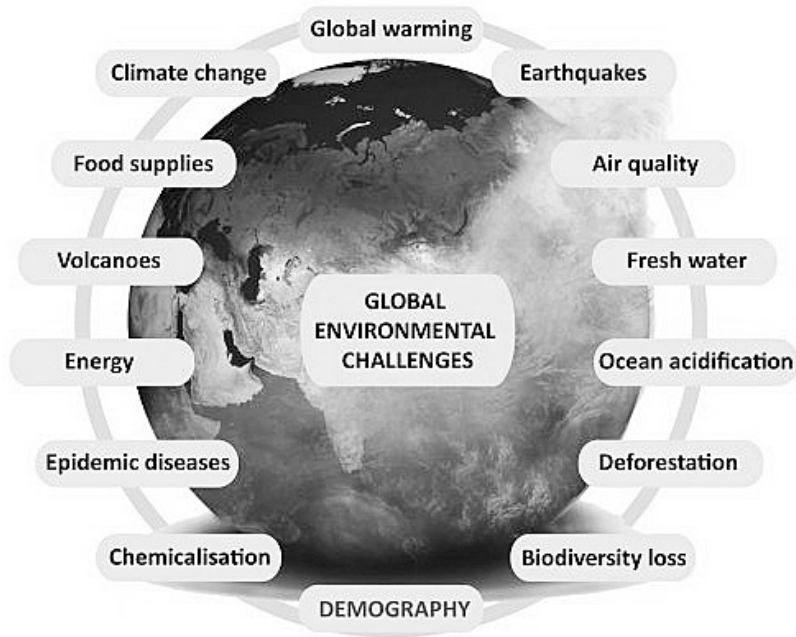 Global warming
Climate change
Earthquakes
Food supplies
Air quality
Volcanoes
Fresh water
GLOBAL
ENVIRONMENTAL
CHALLENGES
Energy
Ocean acidification
Epidemic diseases
Deforestation
Chemicalisation
Biodiversity loss
DEMOGRAPHY